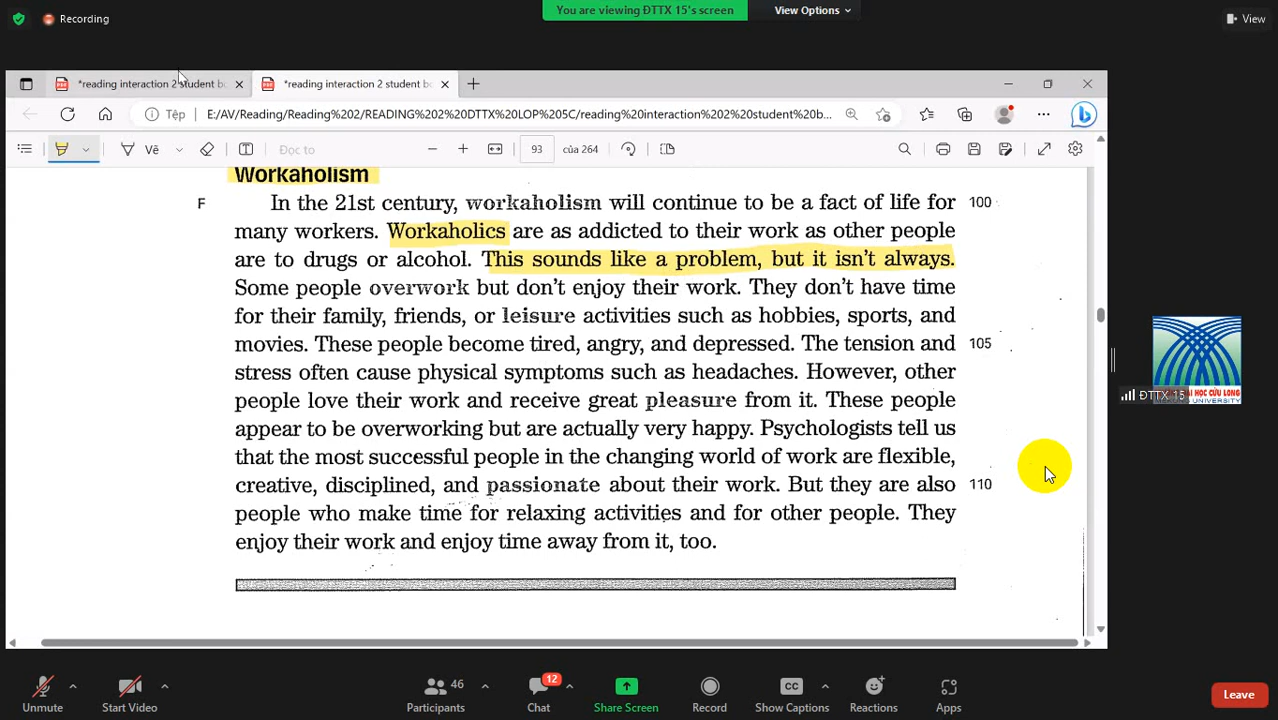 Recording
You are viewing ĐTTX 15's screen
View Options
View
*reading interaction 2 student bo
*reading interaction 2 student bo
Tệp
E:/AV/Reading/Reading%202/READING%202%20DTTX%20LOP%205C/reading%20interaction%202%20student%20b...
Vẽ
Đọc to
93
của 264
Workaholism
F
In the 21st century, workaholism will continue to be a fact of life for 100
many workers. Workaholics are as addicted to their work as other people
are to drugs or alcohol. This sounds like a problem, but it isn't always.
Some people overwork but don't enjoy their work. They don't have time
for their family, friends, or leisure activities such as hobbies, sports, and
movies. These people become tired, angry, and depressed. The tension and 105
stress often cause physical symptoms such as headaches. However, other
people love their work and receive great pleasure from it. These people
appear to be overworking but are actually very happy. Psychologists tell us
that the most successful people in the changing world of work are flexible,
creative, disciplined, and passionate about their work. But they are also 110
people who make time for relaxing activities and for other people. They
enjoy their work and enjoy time away from it, too.
ĐTTX 15
UNIVERSITY
Unmute
Start Video
46
Participants
12
Chat
Share Screen
Record
CC
Show Captions
Reactions
Apps
Leave